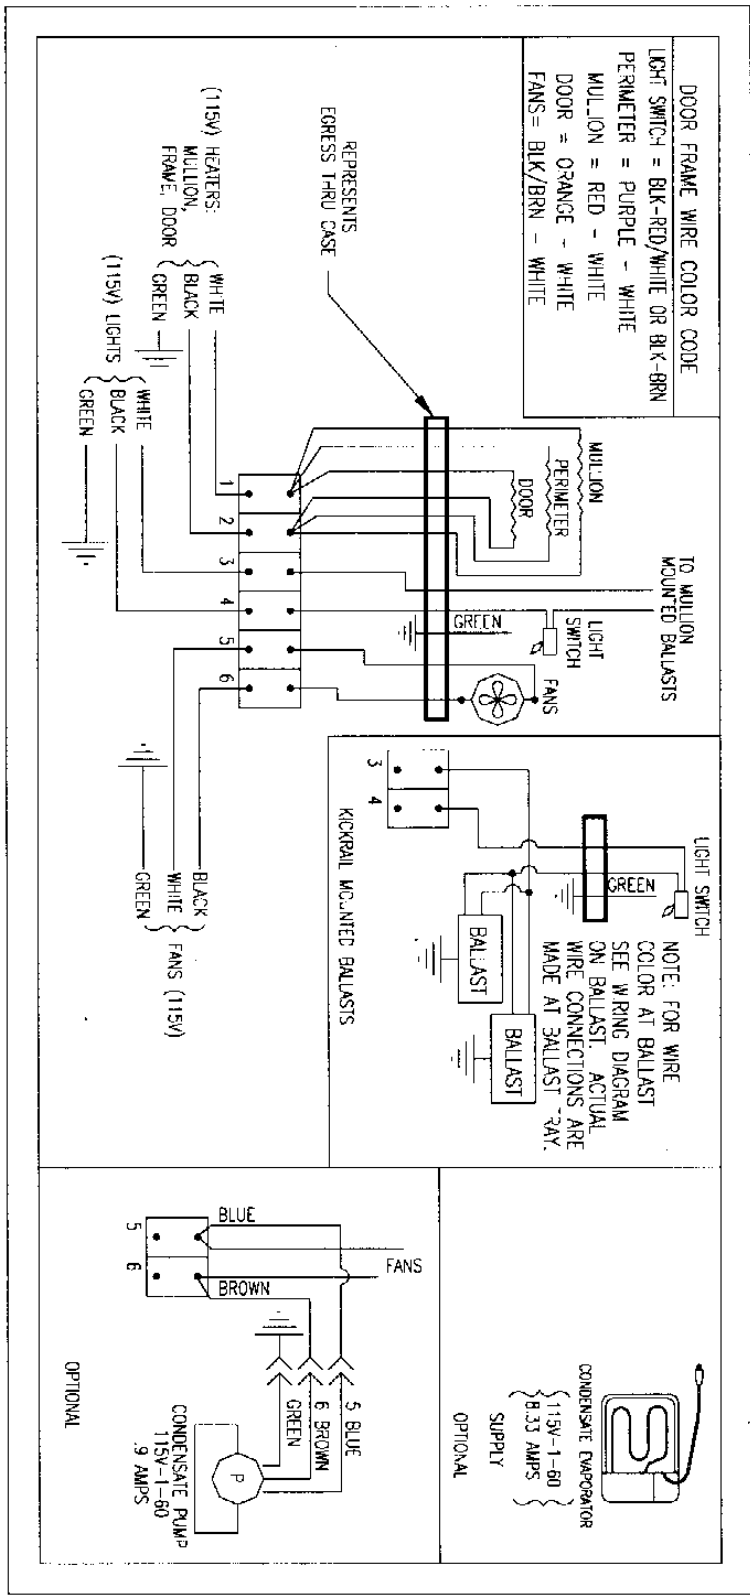 DOOR FRAME WIRE COLOR CODE
LIGHT SWITCH = BLK-RED/WHITE OR BLK-BRN
PERIMETER = PURPLE - WHITE
MULLION = RED - WHITE
DOOR = ORANGE - WHITE
FANS= BLK/BRN - WHITE
REPRESENTS
EGRESS THRU CASE
MULLION
PERIMETER
DOOR
TO MULLION
MOUNTED BALLASTS
LIGHT
SWITCH
GREEN
FANS
1
2
3
4
5
6
(115V) HEATERS:
MULLION,
FRAME, DOOR
WHITE
BLACK
GREEN
(115V) LIGHTS
WHITE
BLACK
GREEN
BLACK
WHITE
GREEN
FANS (115V)
LIGHT SWITCH
GREEN
3
4
BALLAST
BALLAST
KICKRAIL MOUNTED BALLASTS
NOTE: FOR WIRE
COLOR AT BALLAST
SEE WIRING DIAGRAM
ON BALLAST. ACTUAL
WIRE CONNECTIONS ARE
MADE AT BALLAST TRAY.
CONDENSATE EVAPORATOR
115V-1-60
8.33 AMPS
SUPPLY
OPTIONAL
BLUE
FANS
BROWN
5
6
5 BLUE
6 BROWN
GREEN
P
CONDENSATE PUMP
115V-1-60
.9 AMPS
OPTIONAL